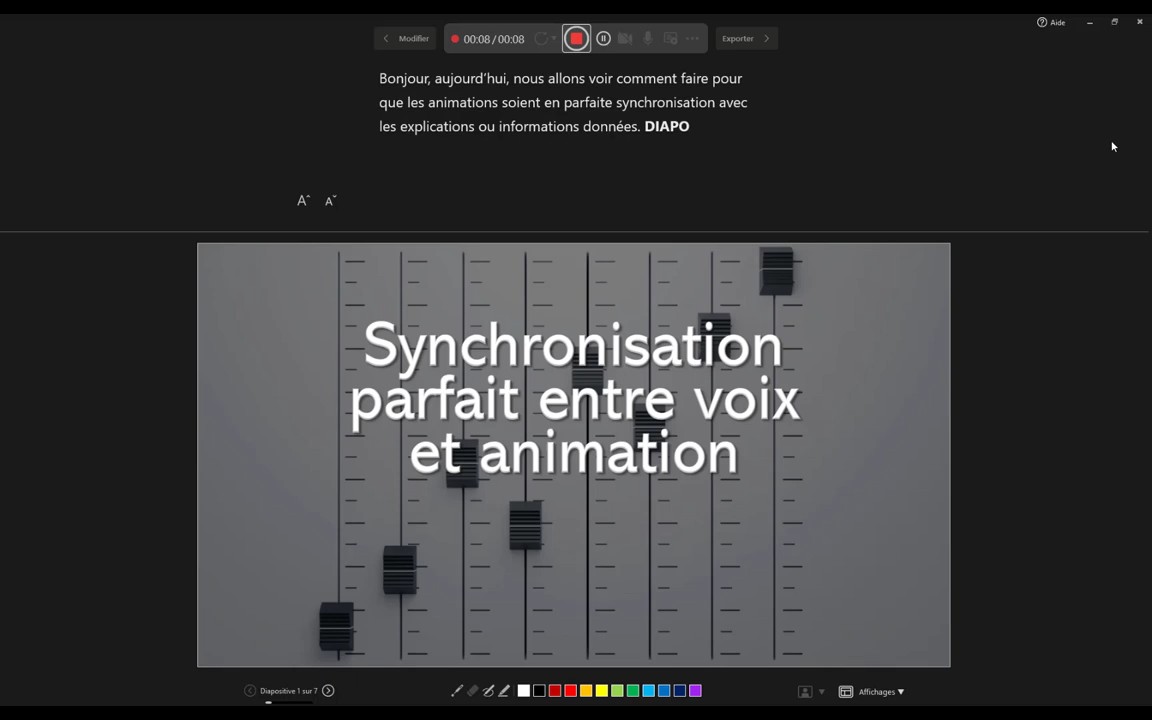 Aide
Modifier
00:08/00:08
Exporter
Bonjour, aujourd'hui, nous allons voir comment faire pour
que les animations soient en parfaite synchronisation avec
les explications ou informations données. DIAPO
A A
Synchronisation
parfait entre voix
et animation
Diapositive 1 sur 7
Affichages